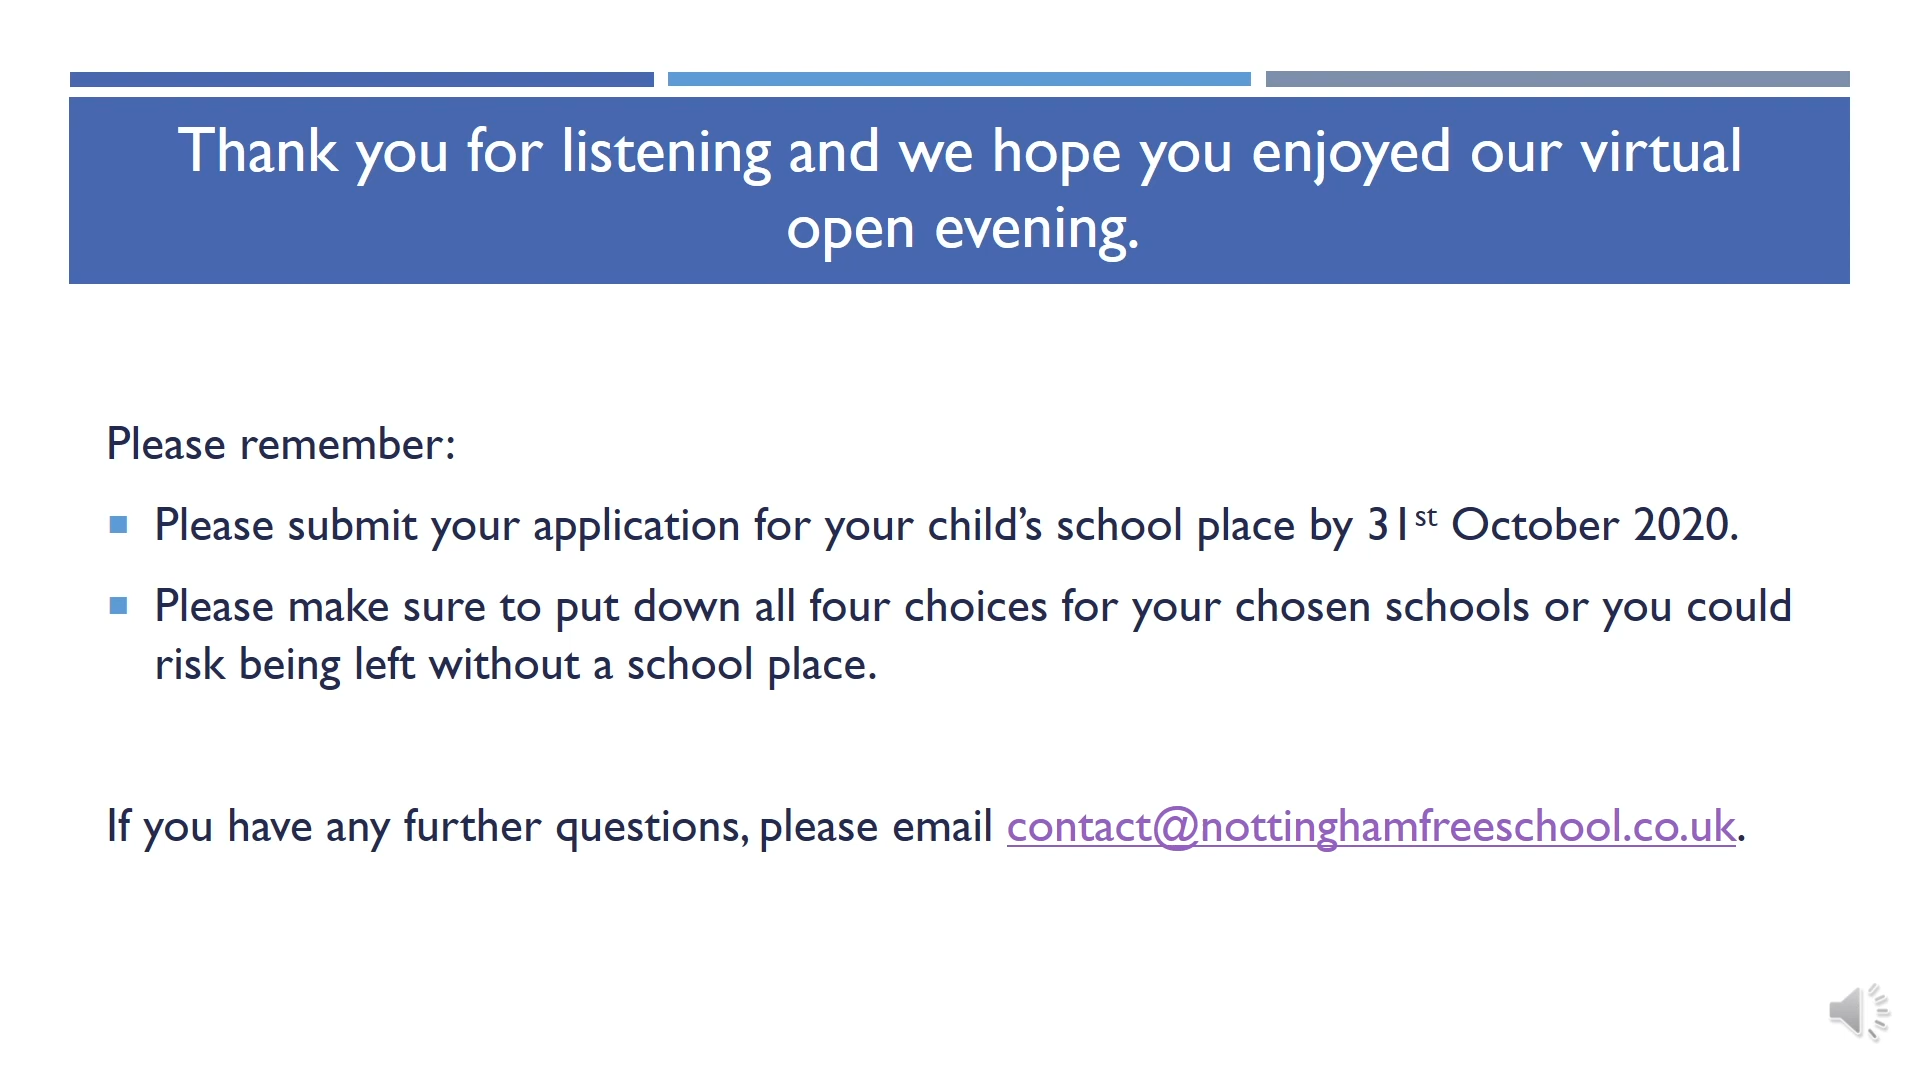 Thank you for listening and we hope you enjoyed our virtual
open evening.
Please remember:
Please submit your application for your child’s school place by 31st October 2020.
Please make sure to put down all four choices for your chosen schools or you could
risk being left without a school place.
If you have any further questions, please email contact@nottinghamfreeschool.co.uk.